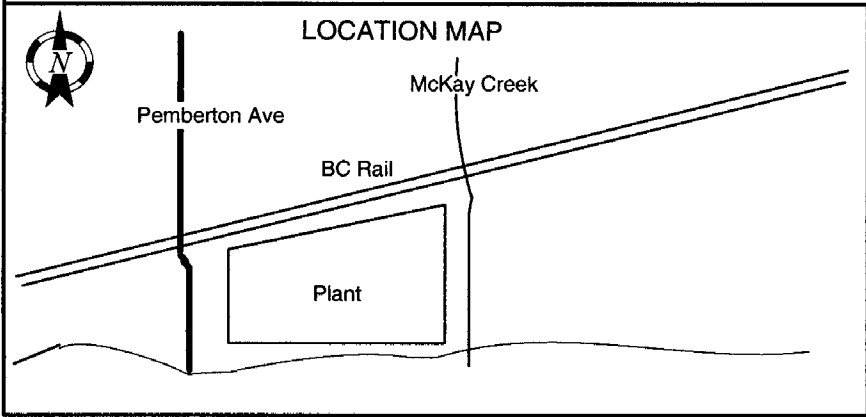 LOCATION MAP
N
McKay Creek
Pemberton Ave
BC Rail
Plant